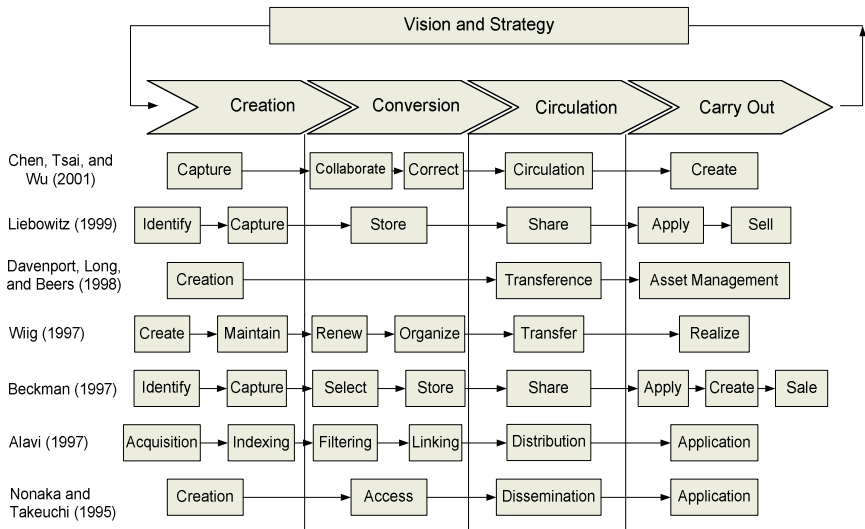 Vision and Strategy
Creation Conversion Circulation Carry Out
Chen, Tsai, and
Wu (2001)
Capture Collaborate Correct Circulation Create
Liebowitz (1999) Identify Capture Store Share Apply Sell
Davenport, Long,
and Beers (1998)
Creation Transference Asset Management
Wiig (1997) Create Maintain Renew Organize Transfer Realize
Beckman (1997) Identify Capture Select Store Share Apply Create Sale
Alavi (1997) Acquisition Indexing Filtering Linking Distribution Application
Nonaka and
Takeuchi (1995)
Creation Access Dissemination Application